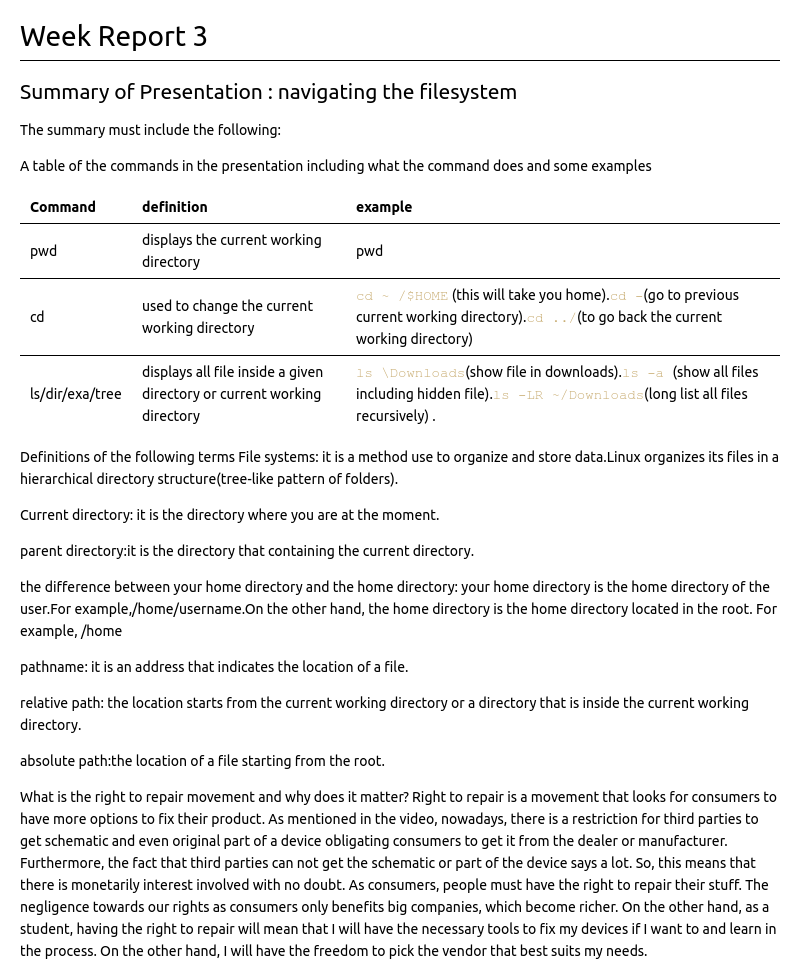 Week Report 3
Summary of Presentation : navigating the filesystem
The summary must include the following:
A table of the commands in the presentation including what the command does and some examples
Command definition example
pwd displays the current working directory pwd
cd used to change the current working directory cd ~ /$HOME (this will take you home).cd -(go to previous current working directory).cd ../(to go back the current working directory)
ls/dir/exa/tree displays all file inside a given directory or current working directory ls \Downloads(show file in downloads).ls -a (show all files including hidden file).ls -LR ~/Downloads(long list all files recursively) .
Definitions of the following terms File systems: it is a method use to organize and store data.Linux organizes its files in a
hierarchical directory structure(tree-like pattern of folders).
Current directory: it is the directory where you are at the moment.
parent directory:it is the directory that containing the current directory.
the difference between your home directory and the home directory: your home directory is the home directory of the
user.For example,/home/username.On the other hand, the home directory is the home directory located in the root. For
example, /home
pathname: it is an address that indicates the location of a file.
relative path: the location starts from the current working directory or a directory that is inside the current working
directory.
absolute path:the location of a file starting from the root.
What is the right to repair movement and why does it matter? Right to repair is a movement that looks for consumers to
have more options to fix their product. As mentioned in the video, nowadays, there is a restriction for third parties to
get schematic and even original part of a device obligating consumers to get it from the dealer or manufacturer.
Furthermore, the fact that third parties can not get the schematic or part of the device says a lot. So, this means that
there is monetarily interest involved with no doubt. As consumers, people must have the right to repair their stuff. The
negligence towards our rights as consumers only benefits big companies, which become richer. On the other hand, as a
student, having the right to repair will mean that I will have the necessary tools to fix my devices if I want to and learn in
the process. On the other hand, I will have the freedom to pick the vendor that best suits my needs.